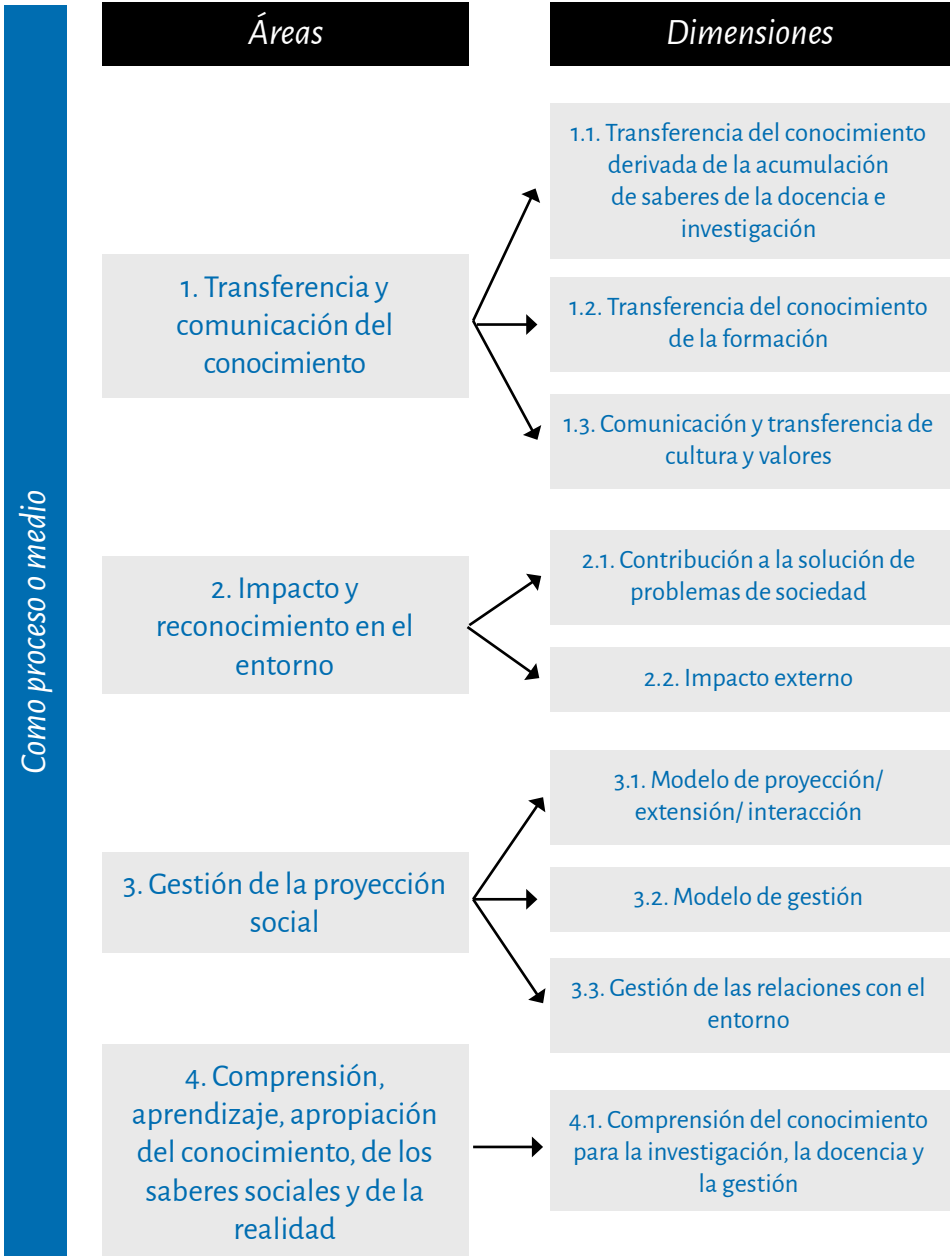 Como proceso o medio
Áreas
Dimensiones
1. Transferencia y
comunicación del
conocimiento
1.1. Transferencia del conocimiento
derivada de la acumulación
de saberes de la docencia e
investigación
1.2. Transferencia del conocimiento
de la formación
1.3. Comunicación y transferencia de
cultura y valores
2. Impacto y
reconocimiento en el
entorno
2.1. Contribución a la solución de
problemas de sociedad
2.2. Impacto externo
3. Gestión de la proyección
social
3.1. Modelo de proyección/
extensión/ interacción
3.2. Modelo de gestión
3.3. Gestión de las relaciones con el
entorno
4. Comprensión,
aprendizaje, apropiación
del conocimiento, de los
saberes sociales y de la
realidad
4.1. Comprensión del conocimiento
para la investigación, la docencia y
la gestión